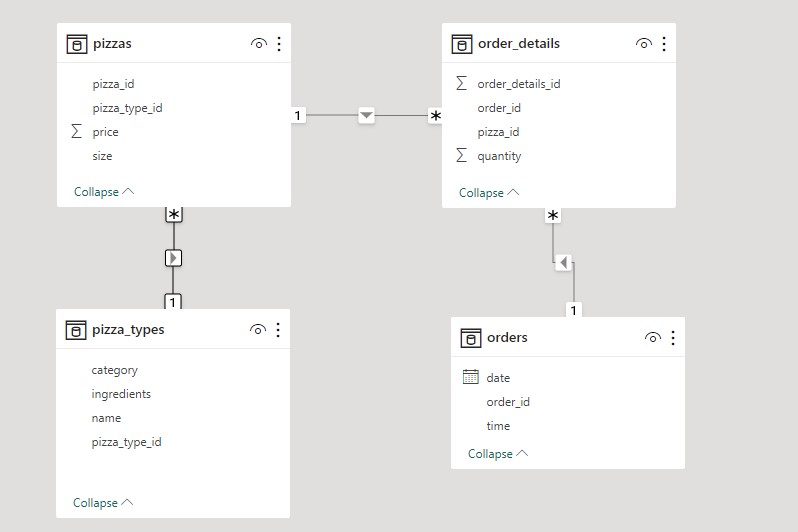 pizzas
pizza_id
pizza_type_id
price
size
Collapse
1
*
order_details
order_details_id
order_id
pizza_id
quantity
Collapse
*
1
pizza_types
category
ingredients
name
pizza_type_id
Collapse
*
1
orders
date
order_id
time
Collapse